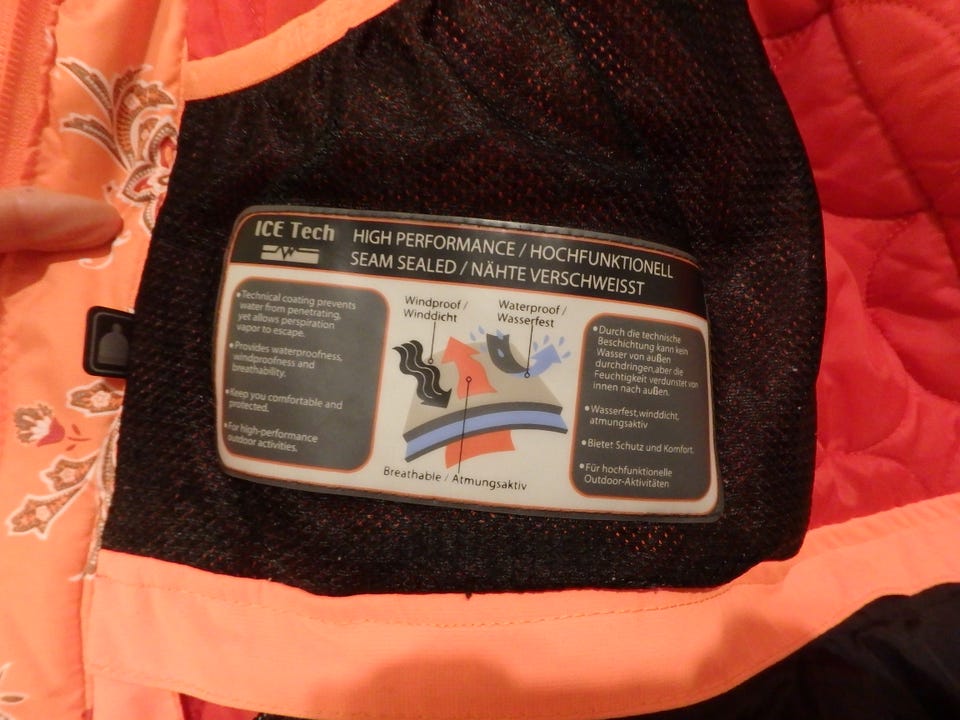 ICE Tech
HIGH PERFORMANCE / HOCHFUNKTIONELL
SEAM SEALED / NÄHTE VERSCHWEISST
•Technical coating prevents
water from penetrating,
yet allows perspiration
vapor to escape.
•Provides waterproofness,
windproofness and
breathability.
•Keep you comfortable and
protected.
•For high-performance
outdoor activities.
Windproof /
Winddicht
Waterproof /
Wasserfest
Breathable / Atmungsaktiv
•Durch die technische
Beschichtung kann kein
Wasser von außen
durchdringen,aber die
Feuchtigkeit verdunstet von
innen nach außen.
•Wasserfest,winddicht,
atmungsaktiv
•Bietet Schutz und Komfort.
•Für hochfunktionelle
Outdoor-Aktivitäten